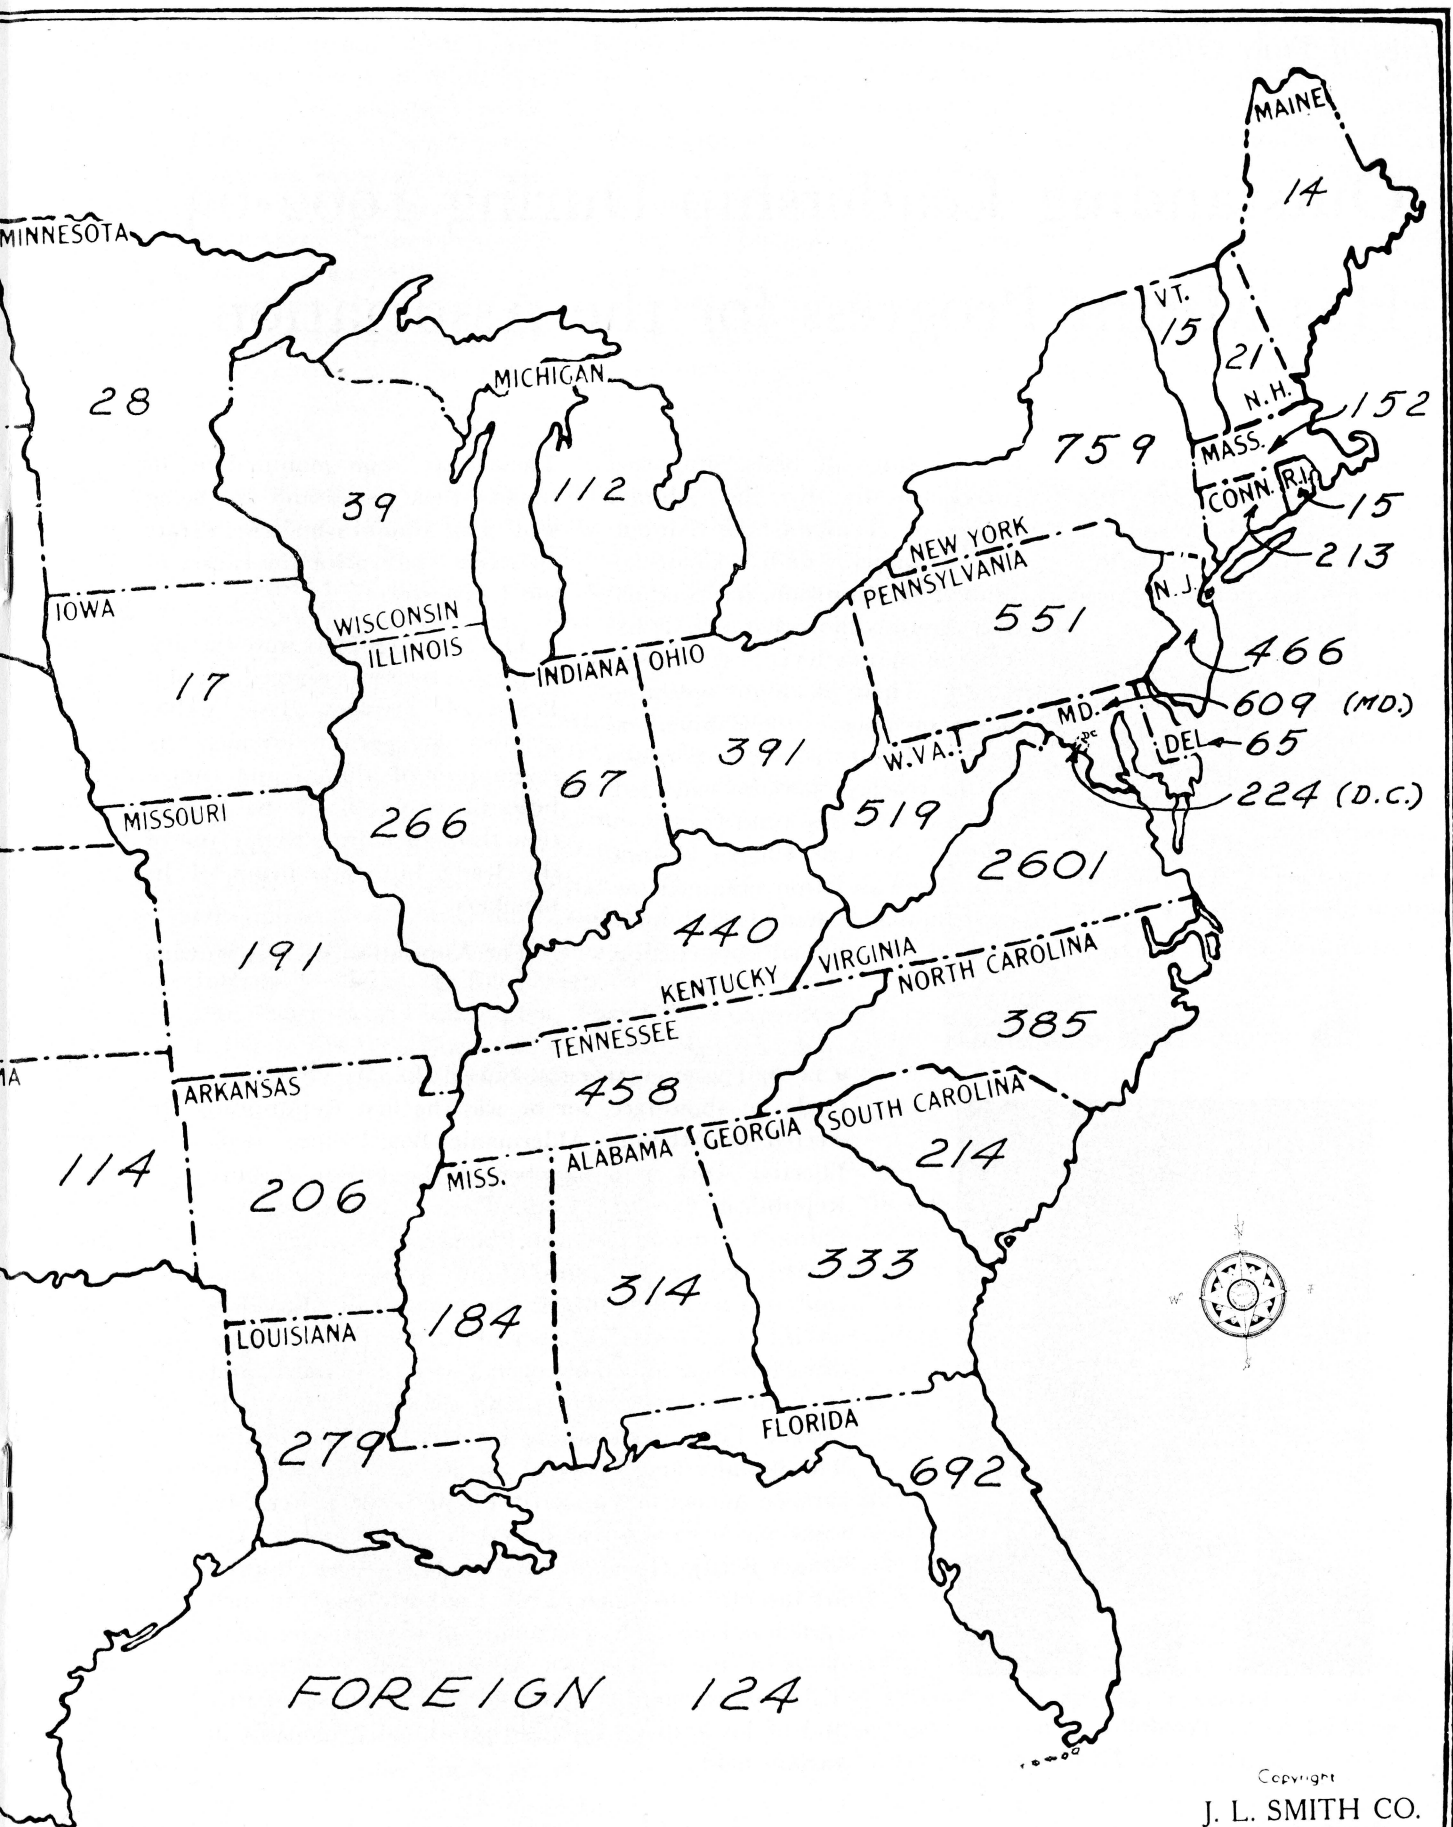 MAINE
14
MINNESOTA
VT.
15
21
N.H.
28
MICHIGAN
152
759
MASS.
39
112
CONN.
R.I.
15
NEW YORK
213
PENNSYLVANIA
N.J.
IOWA
WISCONSIN
551
ILLINOIS
466
INDIANA
OHIO
17
609 (MD.)
MD.
DC
391
W.VA.
DEL
65
67
224 (D.C.)
MISSOURI
266
519
2601
440
191
VIRGINIA
NORTH CAROLINA
KENTUCKY
385
TENNESSEE
MA
ARKANSAS
458
SOUTH CAROLINA
GEORGIA
114
ALABAMA
214
MISS.
206
N
333
314
W
184
LOUISIANA
S
FLORIDA
279
692
FOREIGN 124
Copyright
J. L. SMITH CO.